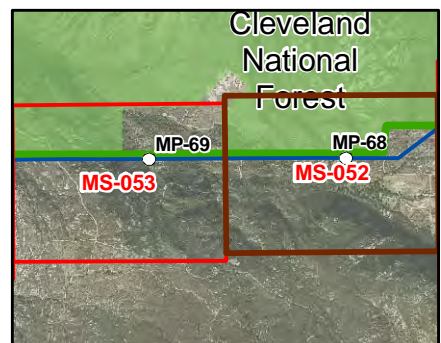 Cleveland
National
Forest
MP-69
MP-68
MS-053
MS-052